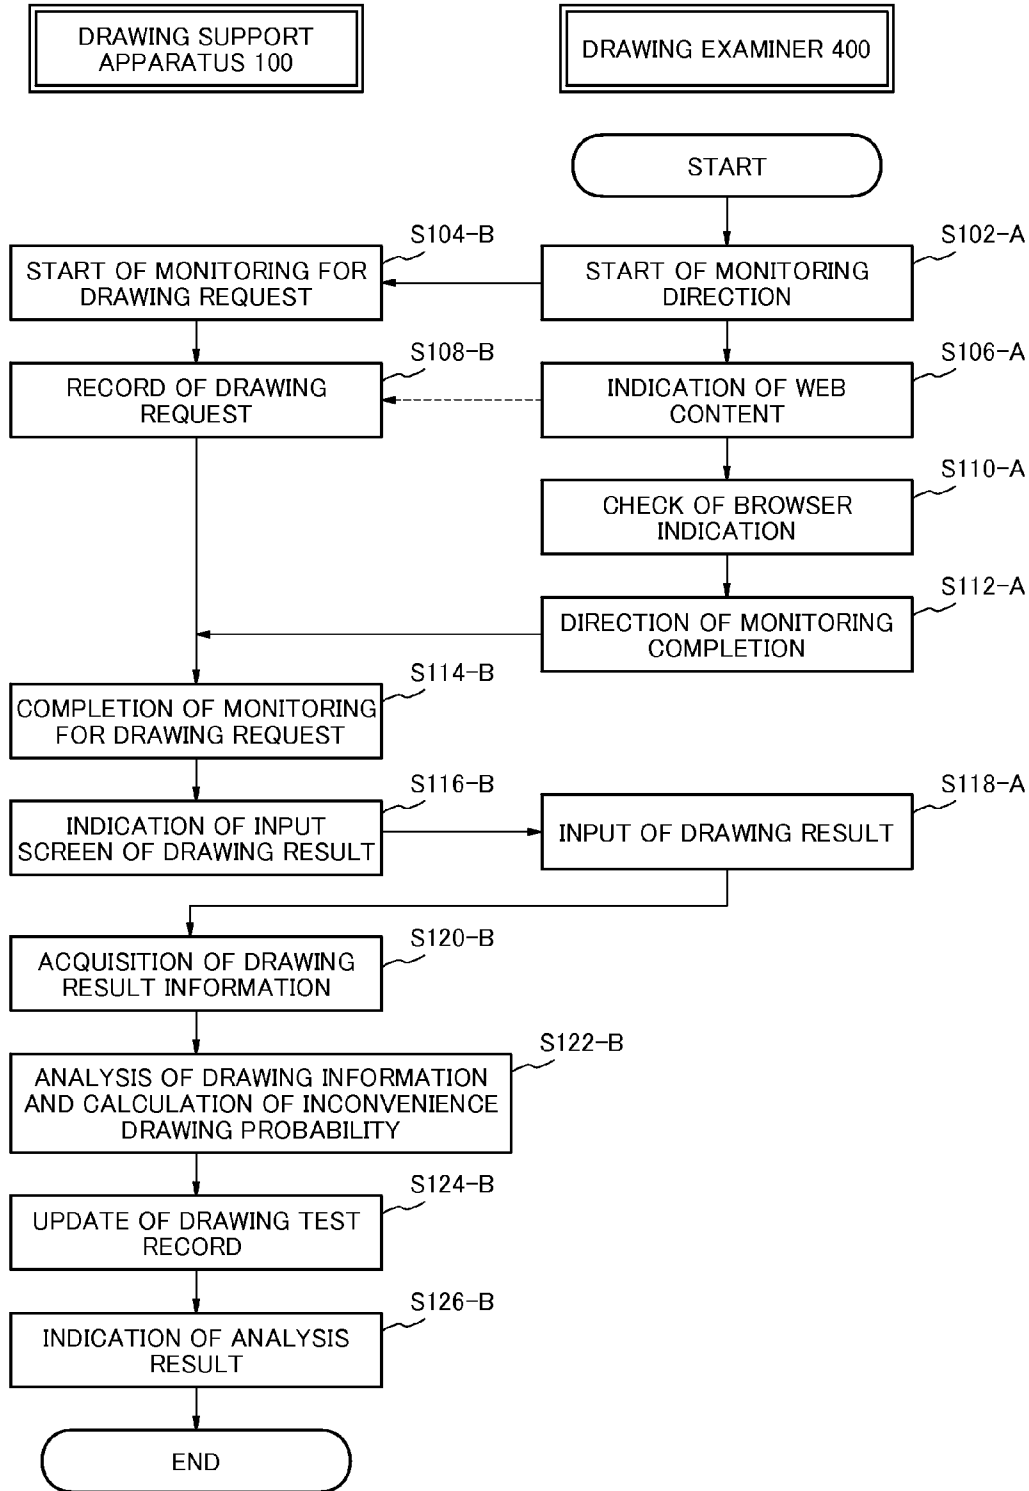 DRAWING SUPPORT
APPARATUS 100
DRAWING EXAMINER 400
START
S104-B
START OF MONITORING FOR
DRAWING REQUEST
S102-A
START OF MONITORING
DIRECTION
S108-B
RECORD OF DRAWING
REQUEST
S106-A
INDICATION OF WEB
CONTENT
S110-A
CHECK OF BROWSER
INDICATION
S112-A
DIRECTION OF MONITORING
COMPLETION
S114-B
COMPLETION OF MONITORING
FOR DRAWING REQUEST
S116-B
INDICATION OF INPUT
SCREEN OF DRAWING RESULT
S118-A
INPUT OF DRAWING RESULT
S120-B
ACQUISITION OF DRAWING
RESULT INFORMATION
S122-B
ANALYSIS OF DRAWING INFORMATION
AND CALCULATION OF INCONVENIENCE
DRAWING PROBABILITY
S124-B
UPDATE OF DRAWING TEST
RECORD
S126-B
INDICATION OF ANALYSIS
RESULT
END